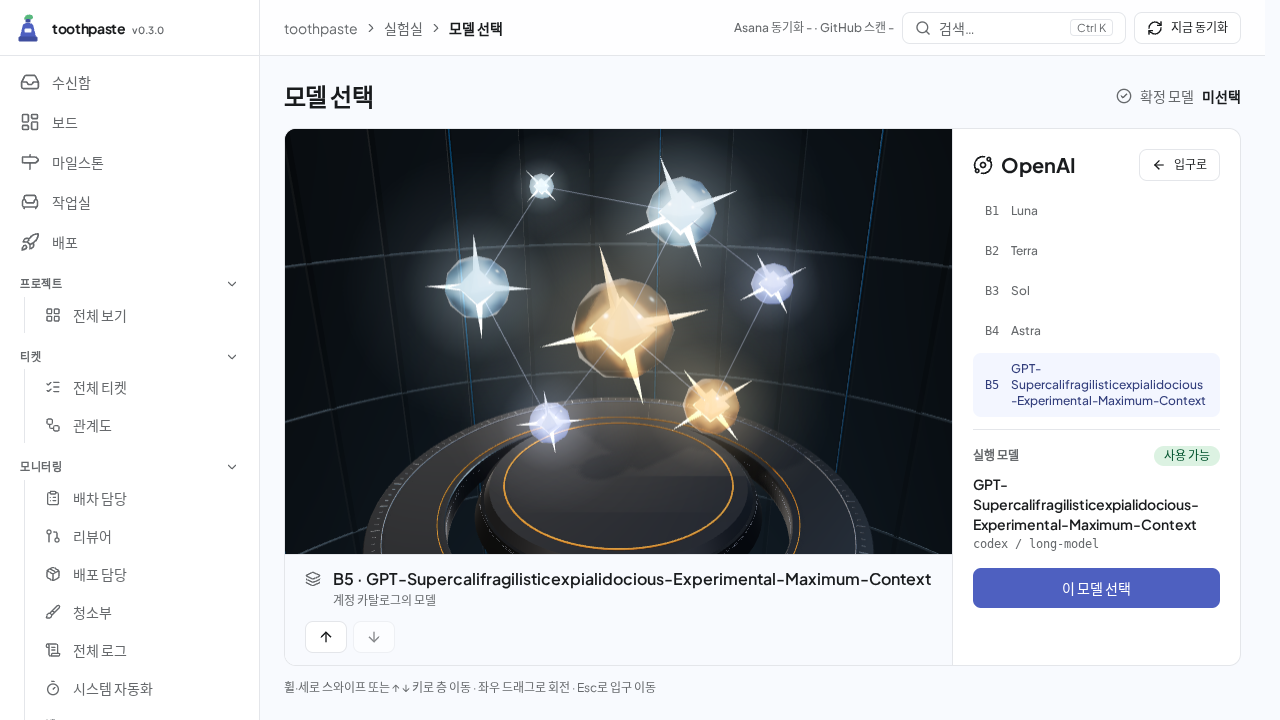 toothpaste v0.3.0
수신함
보드
마일스톤
작업실
배포
프로젝트
전체 보기
티켓
전체 티켓
관계도
모니터링
배차 담당
리뷰어
배포 담당
청소부
전체 로그
시스템 자동화
toothpaste > 실험실 > 모델 선택
Asana 동기화 - · GitHub 스캔 -
검색...
Ctrl K
지금 동기화
모델 선택
확정 모델 미선택
OpenAI
입구로
B1 Luna
B2 Terra
B3 Sol
B4 Astra
B5 GPT-
Supercalifragilisticexpialidocious
-Experimental-Maximum-Context
실행 모델 사용 가능
GPT-
Supercalifragilisticexpialidocious-
Experimental-Maximum-Context
codex / long-model
이 모델 선택
B5 · GPT-Supercalifragilisticexpialidocious-Experimental-Maximum-Context
계정 카탈로그의 모델
휠·세로 스와이프 또는 ↑ ↓ 키로 층 이동 · 좌우 드래그로 회전 · Esc로 입구 이동